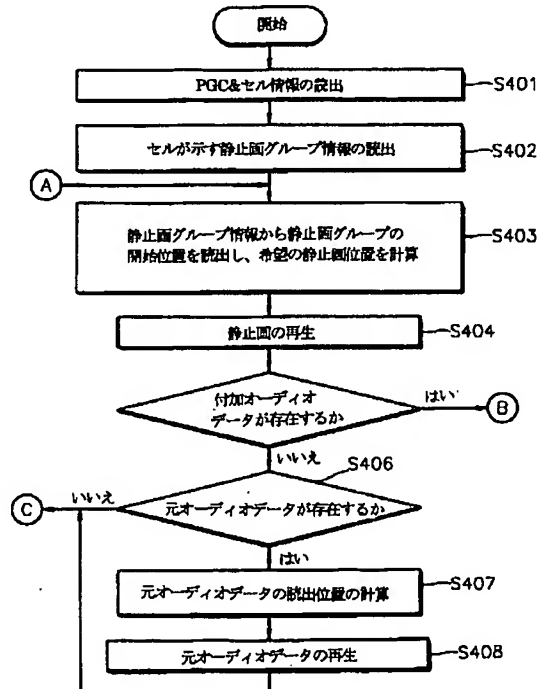 開始
PGC&セル情報の読出
S401
セルが示す静止画グループ情報の読出
S402
A
静止画グループ情報から静止画グループの
開始位置を読出し、希望の静止画位置を計算
S403
静止画の再生
S404
付加オーディオ
データが存在するか
はい
B
いいえ
S406
いいえ
C
元オーディオデータが存在するか
はい
元オーディオデータの読出位置の計算
S407
元オーディオデータの再生
S408